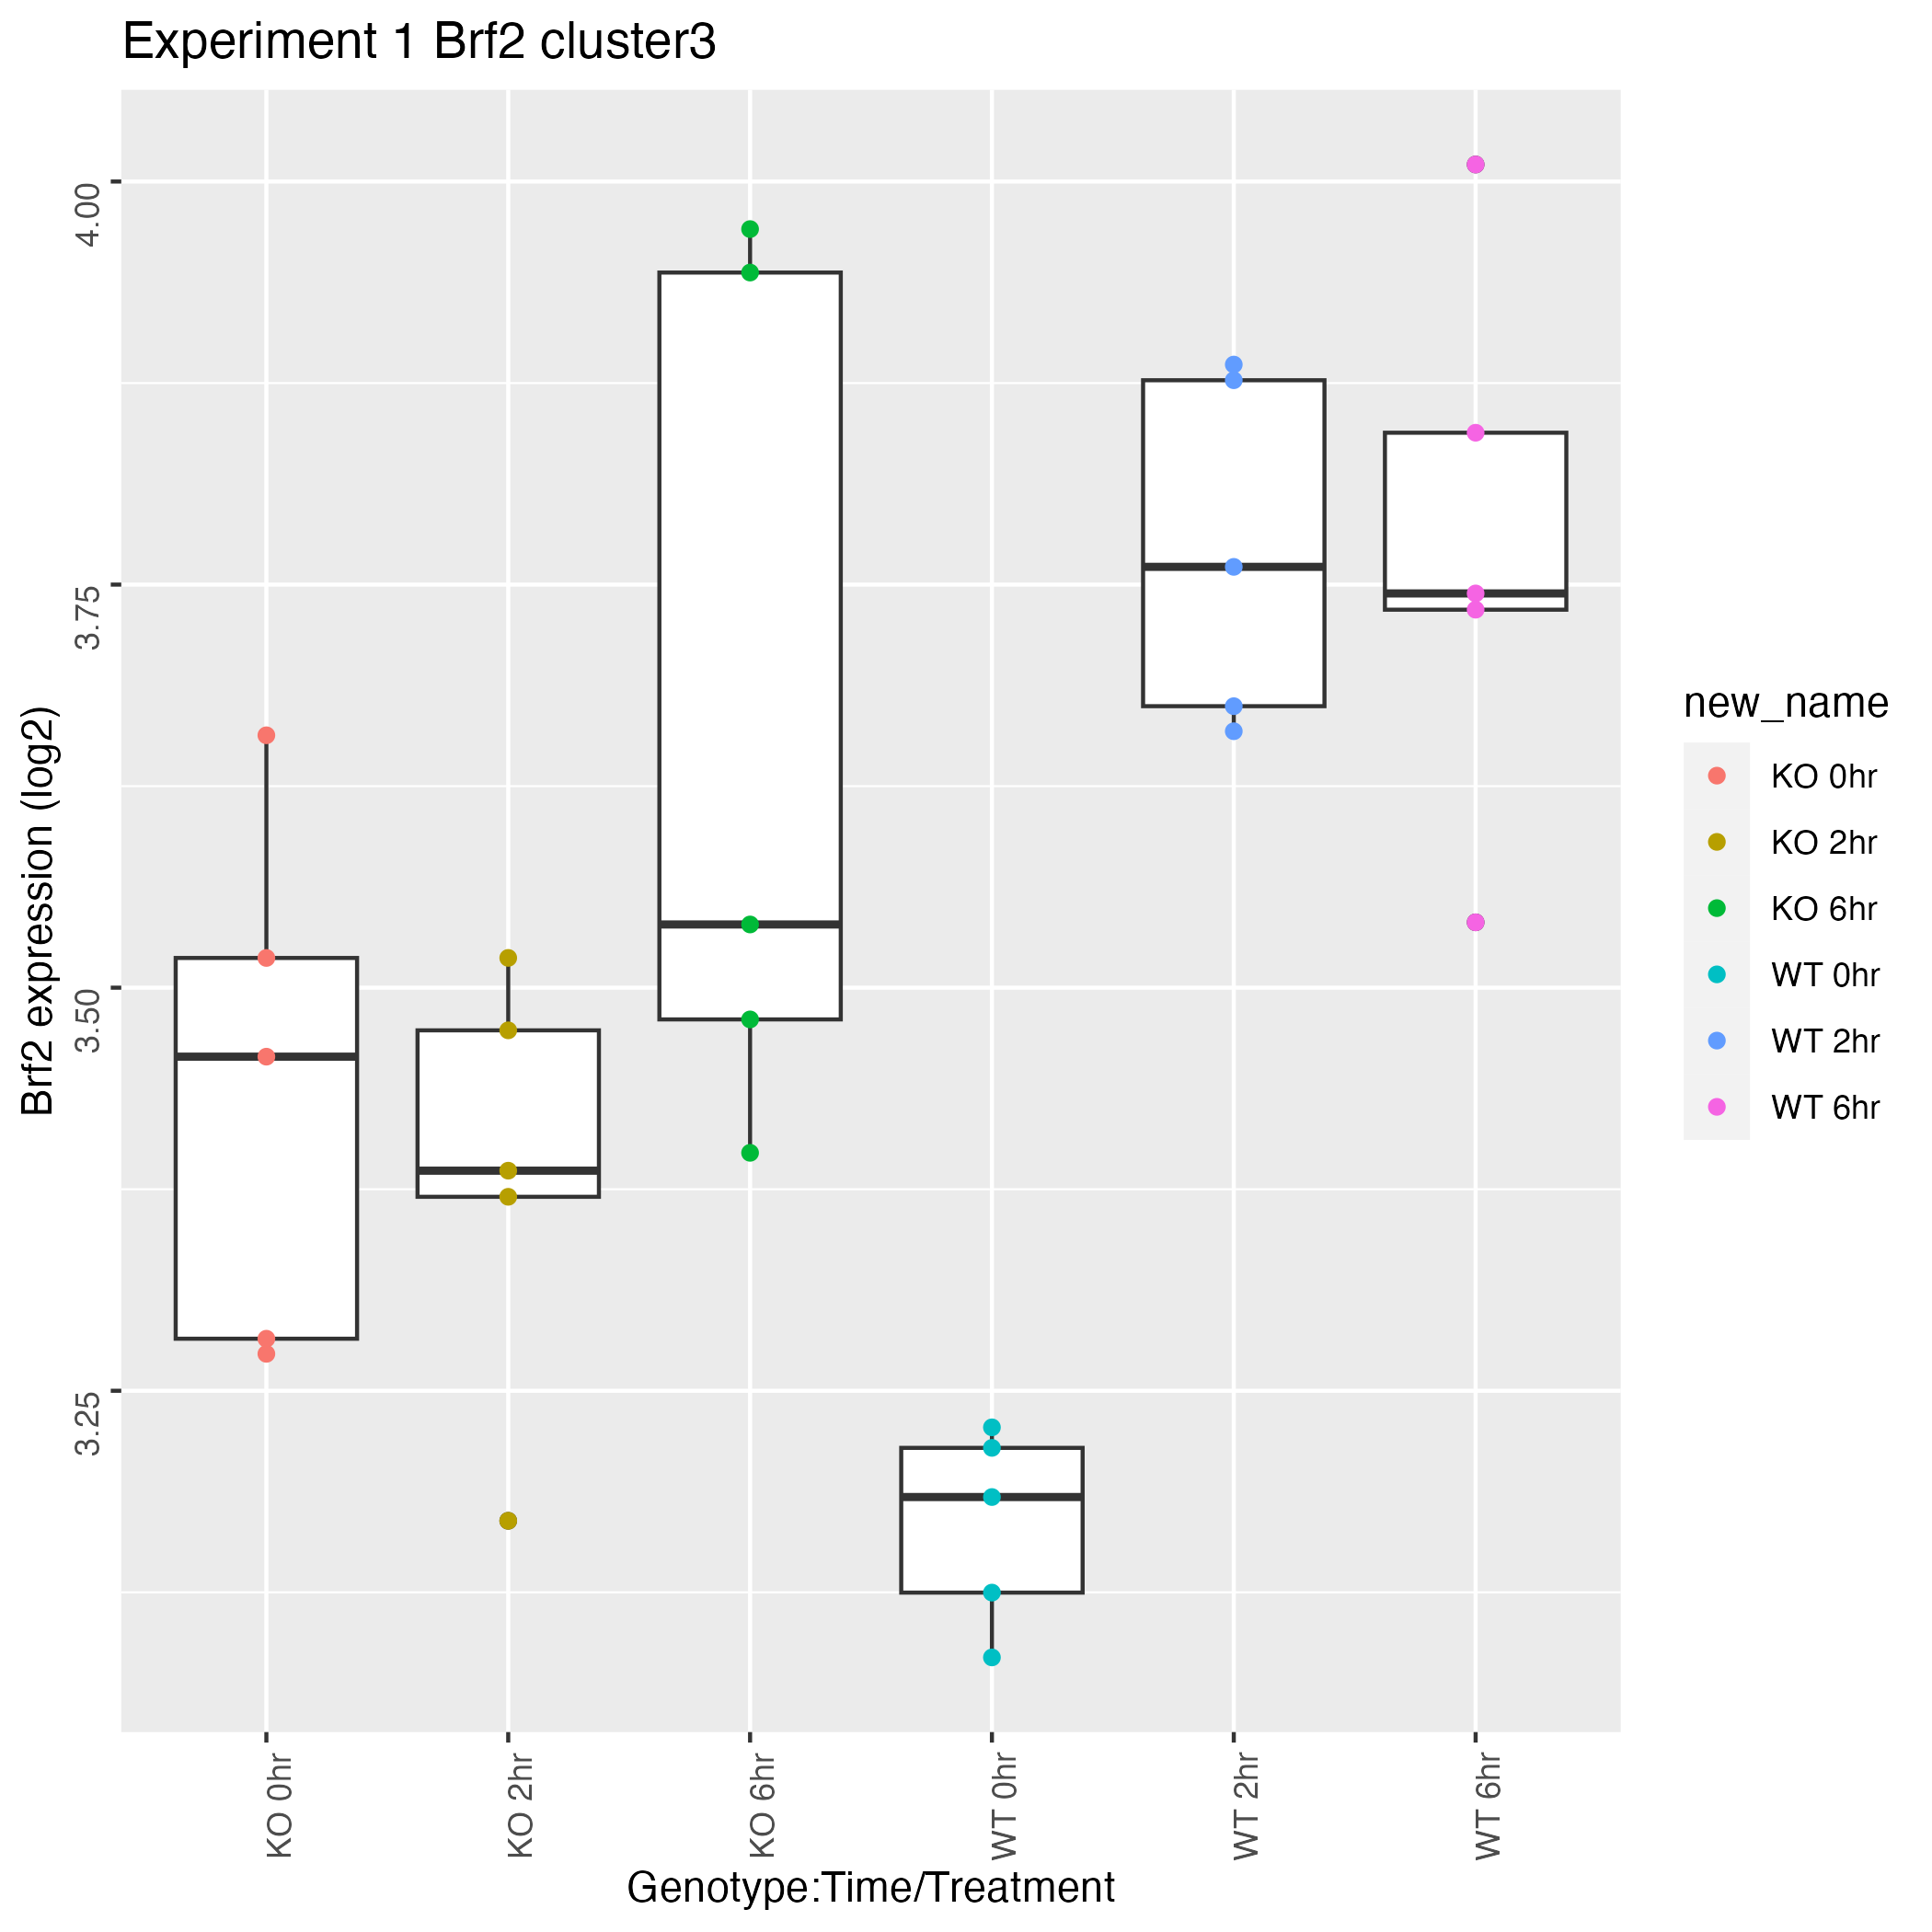 Experiment 1 Brf2 cluster3
Brf2 expression (log2)
4.00
3.75
3.50
3.25
KO 0hr
KO 2hr
KO 6hr
WT 0hr
WT 2hr
WT 6hr
Genotype:Time/Treatment
new_name
KO 0hr
KO 2hr
KO 6hr
WT 0hr
WT 2hr
WT 6hr